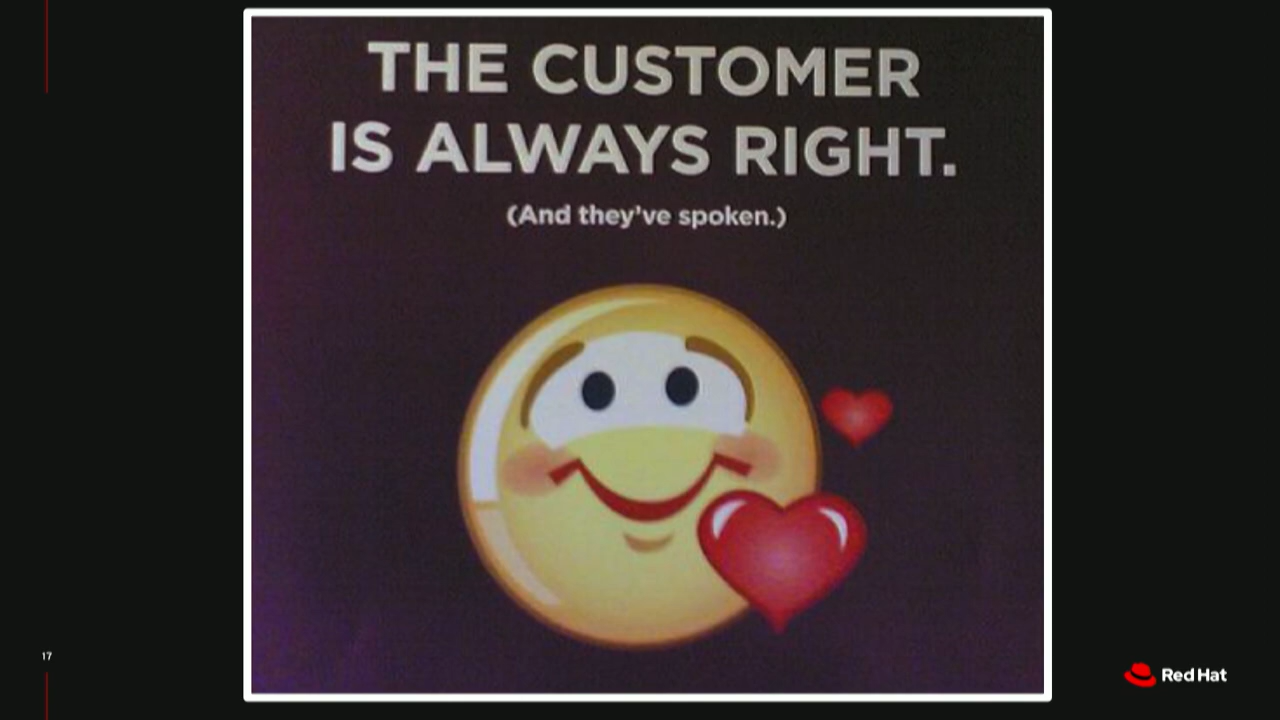 THE CUSTOMER
IS ALWAYS RIGHT.
(And they've spoken.)
17
Red Hat